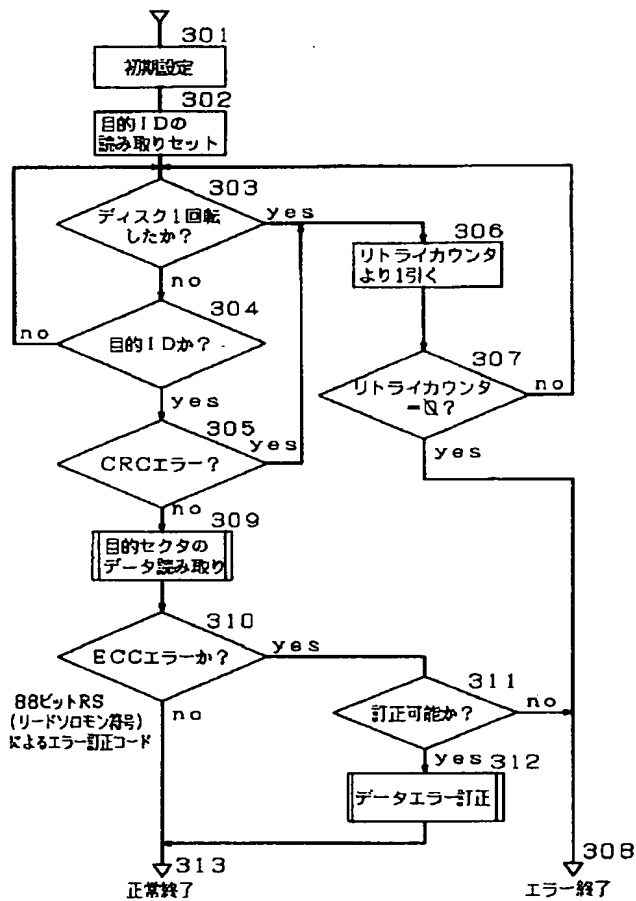 301
初期設定
302
目的IDの
読み取りセット
303
ディスク1回転
したか?
yes
no
306
リトライカウンタ
より1引く
304
目的IDか?
no
yes
307
リトライカウンタ
=0?
no
yes
305
CRCエラー?
yes
no
309
目的セクタの
データ読み取り
310
ECCエラーか?
yes
no
88ビットRS
(リードソロモン符号)
によるエラー訂正コード
311
訂正可能か?
no
yes
312
データエラー訂正
313
正常終了
308
エラー終了